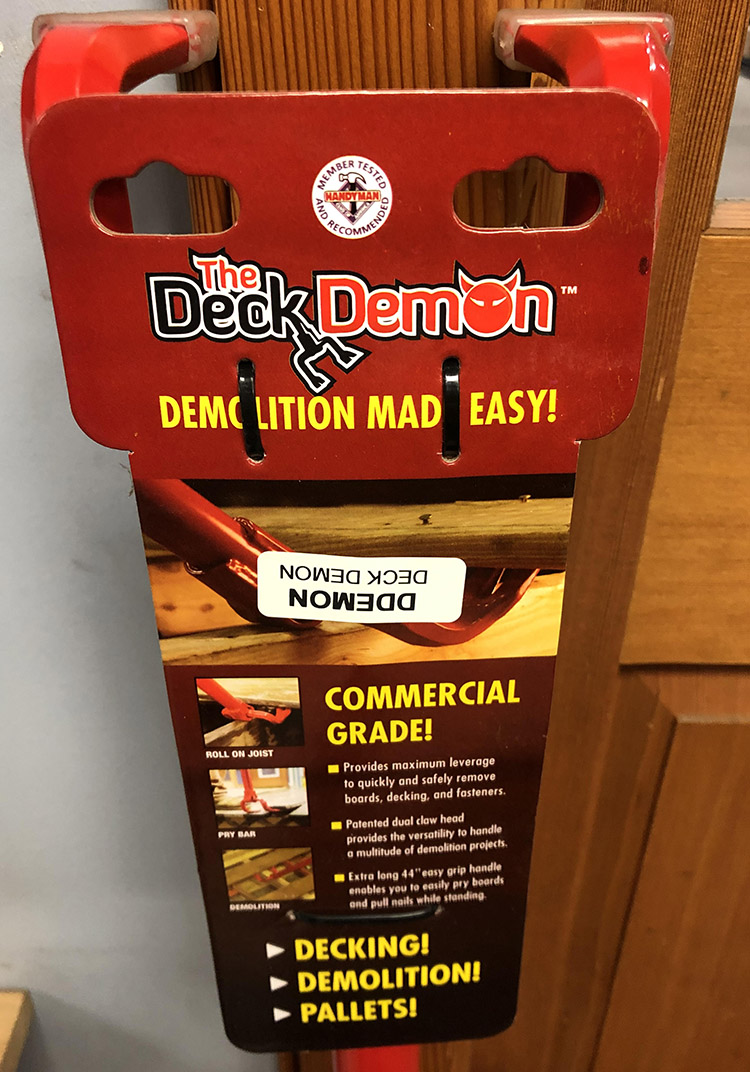 MEMBER TESTED
HANDYMAN
AND RECOMMENDED
The
Deck Demon™
DEMOLITION MADE EASY!
DDEMON
DECK DEMON
ROLL ON JOIST
PRY BAR
DEMOLITION
COMMERCIAL
GRADE!
Provides maximum leverage
to quickly and safely remove
boards, decking, and fasteners.
Patented dual claw head
provides the versatility to handle
a multitude of demolition projects.
Extra long 44" easy grip handle
enables you to easily pry boards
and pull nails while standing.
DECKING!
DEMOLITION!
PALLETS!